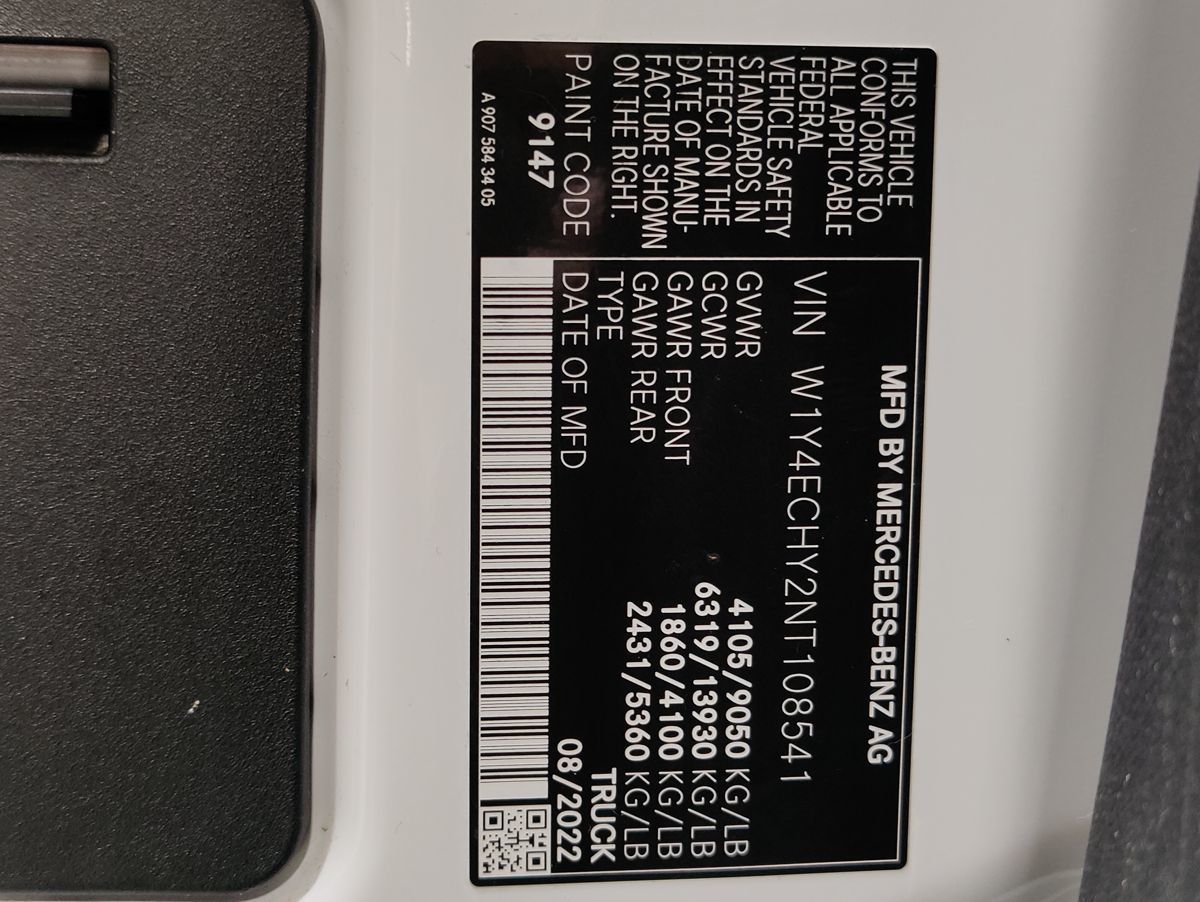 MFD BY MERCEDES-BENZ AG
THIS VEHICLE
CONFORMS TO
ALL APPLICABLE
FEDERAL
VEHICLE SAFETY
STANDARDS IN
EFFECT ON THE
DATE OF MANU-
FACTURE SHOWN
ON THE RIGHT.
PAINT CODE
9147
A 907 584 34 05
VIN W1Y4ECHY2NT108541
GVWR 4105/9050 KG/LB
GCWR 6319/13930 KG/LB
GAWR FRONT 1860/4100 KG/LB
GAWR REAR 2431/5360 KG/LB
TYPE TRUCK
DATE OF MFD 08/2022